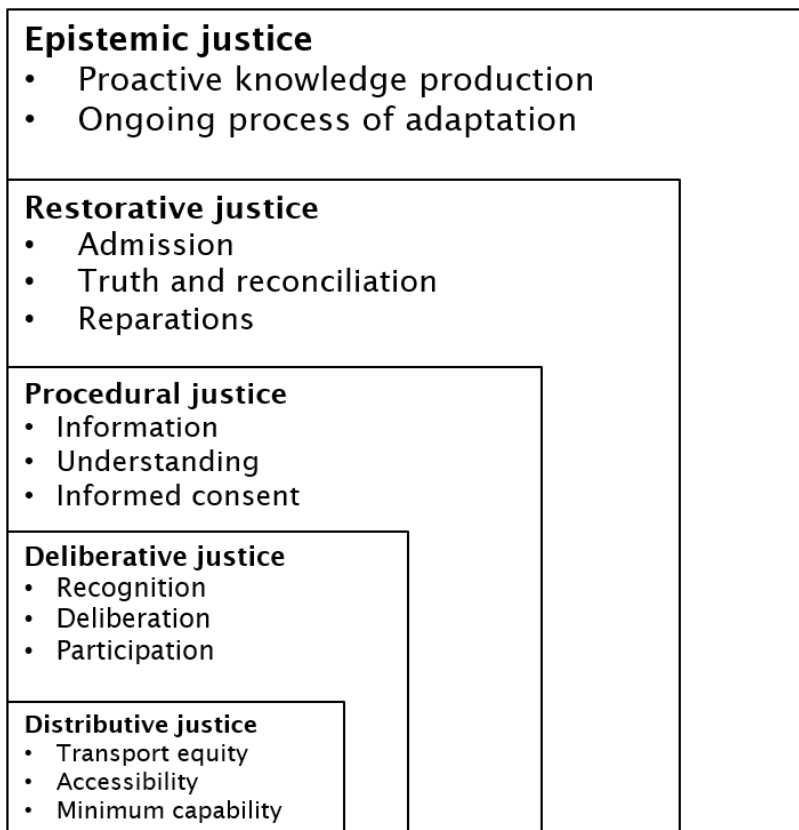 Epistemic justice
• Proactive knowledge production
• Ongoing process of adaptation
Restorative justice
• Admission
• Truth and reconciliation
• Reparations
Procedural justice
• Information
• Understanding
• Informed consent
Deliberative justice
• Recognition
• Deliberation
• Participation
Distributive justice
• Transport equity
• Accessibility
• Minimum capability